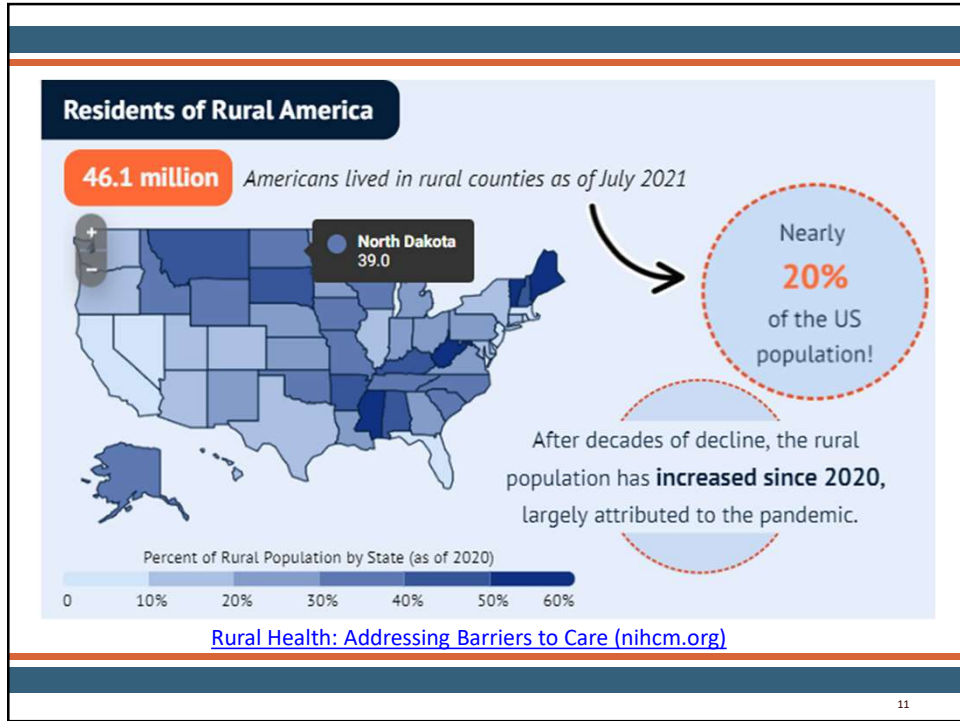 Residents of Rural America
46.1 million Americans lived in rural counties as of July 2021
+
−
North Dakota
39.0
Nearly
20%
of the US
population!
After decades of decline, the rural
population has increased since 2020,
largely attributed to the pandemic.
Percent of Rural Population by State (as of 2020)
0 10% 20% 30% 40% 50% 60%
Rural Health: Addressing Barriers to Care (nihcm.org)
11